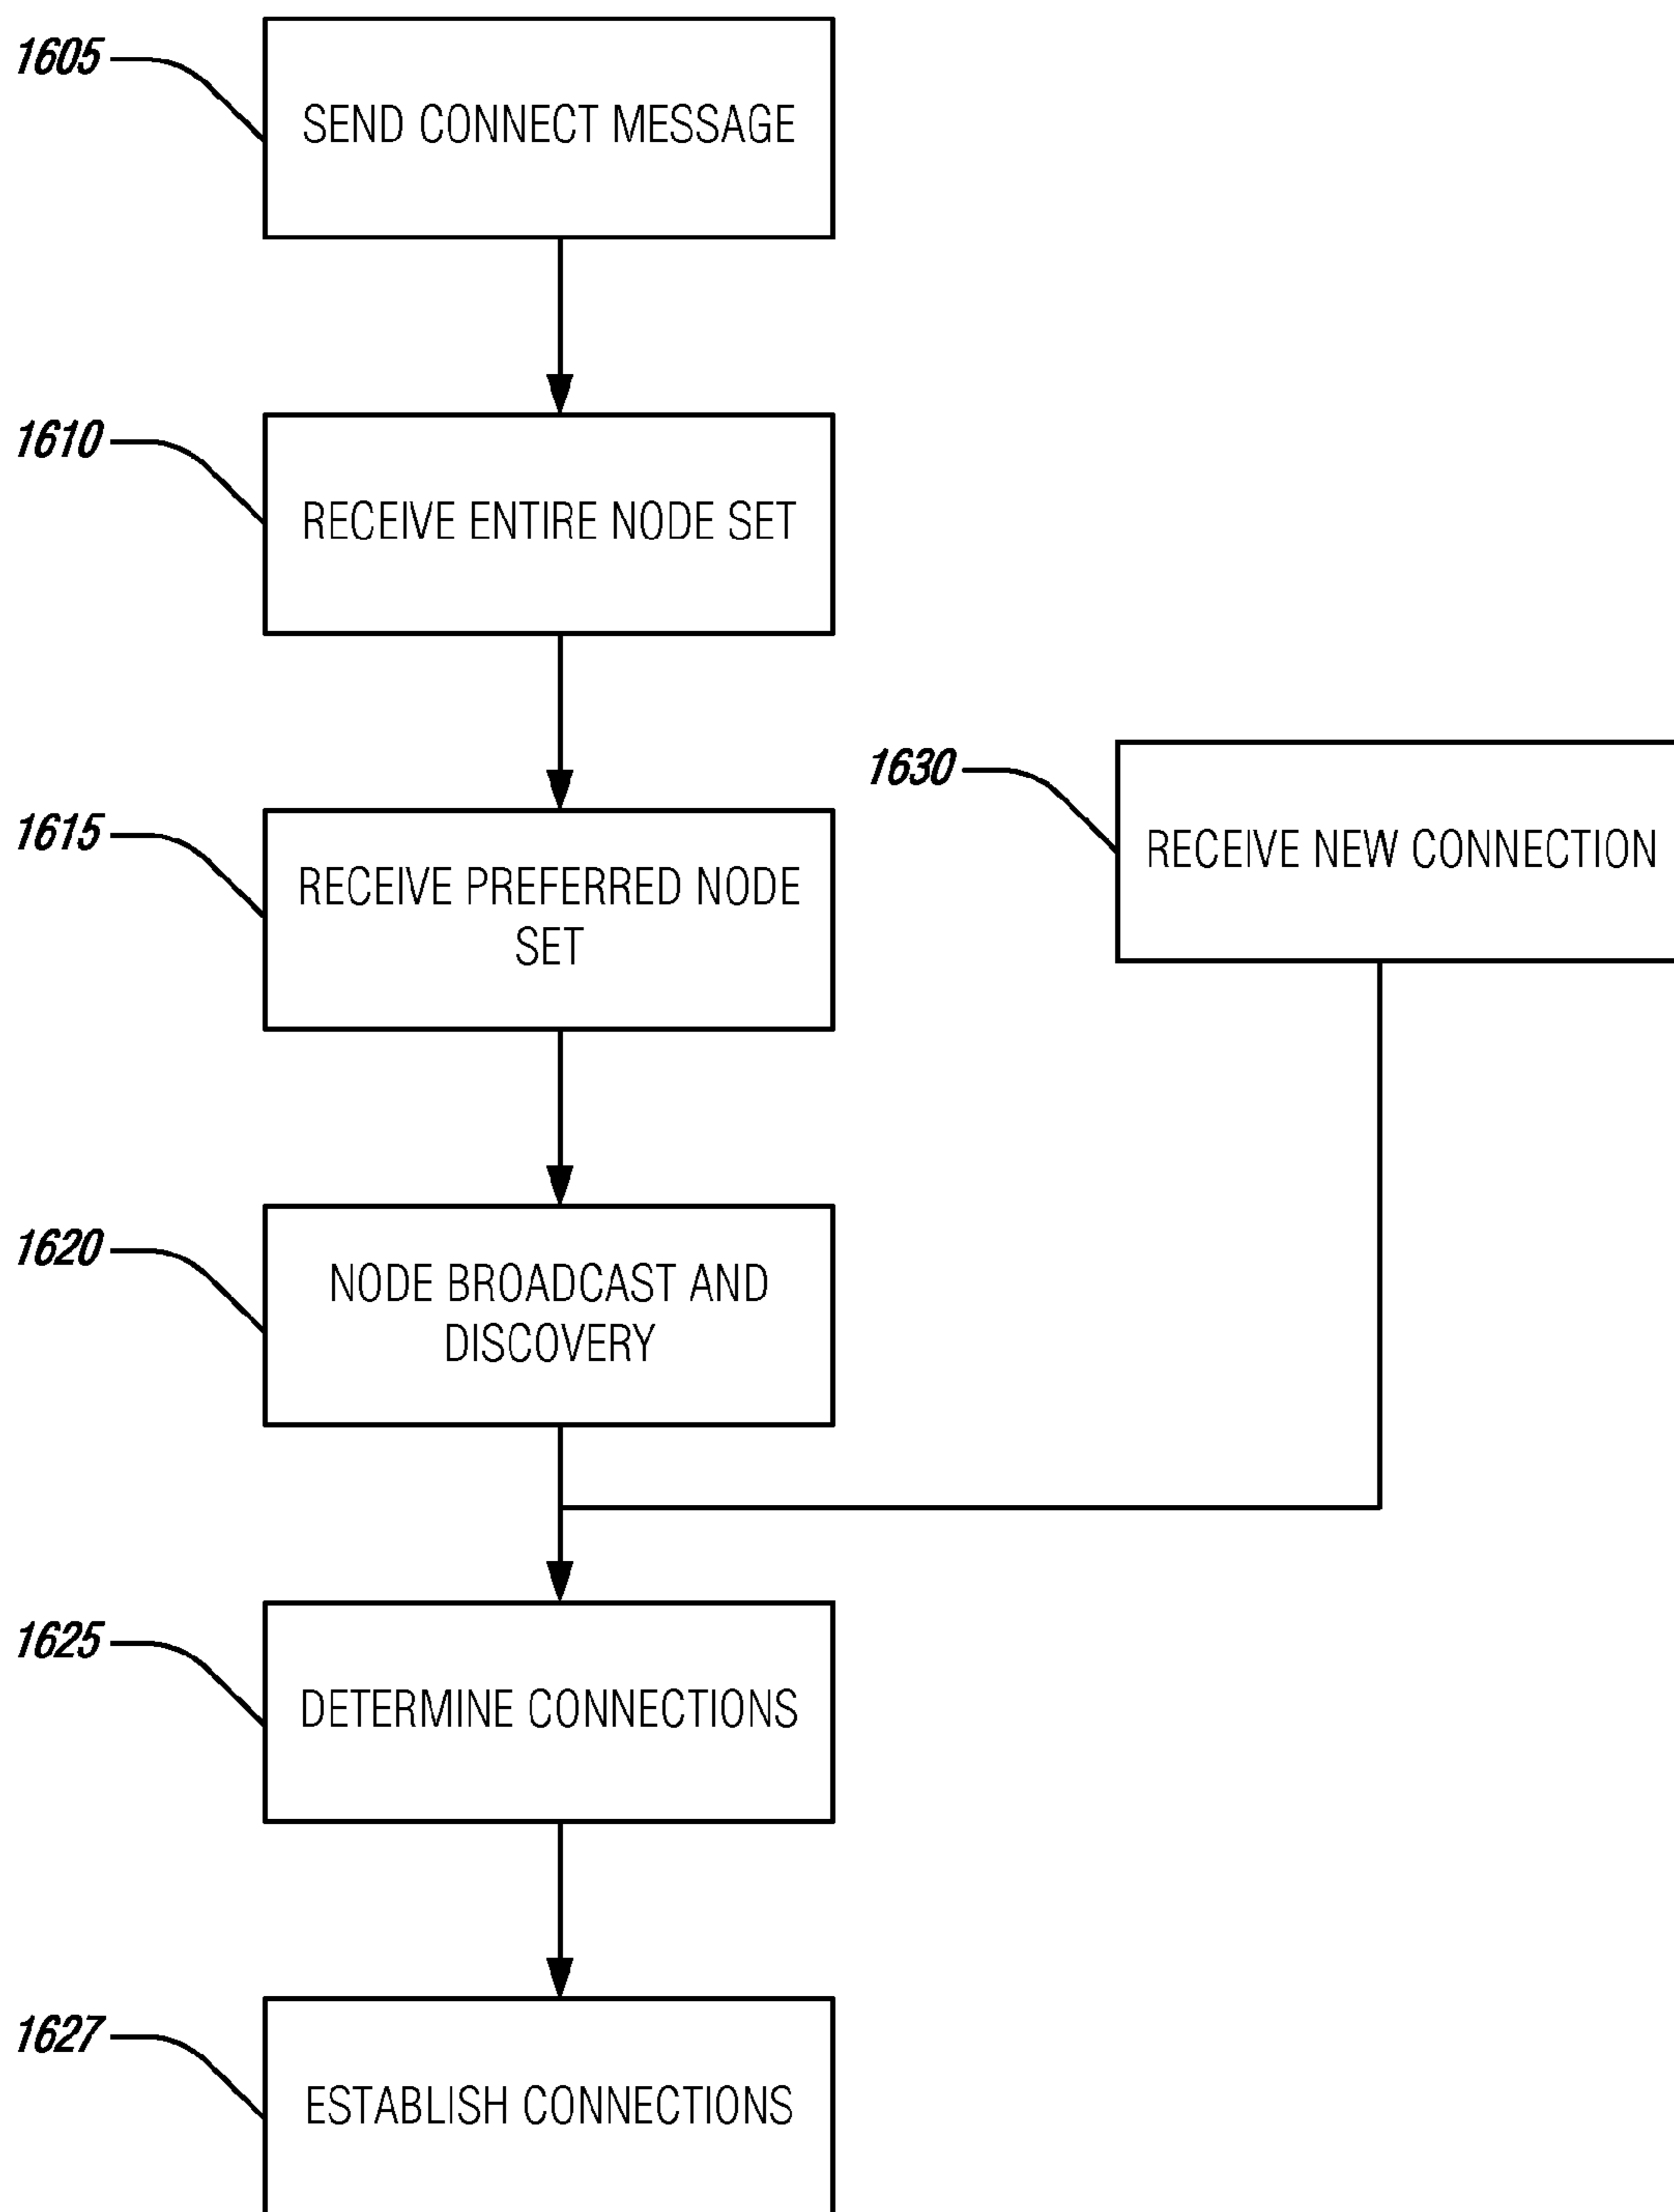 1605
SEND CONNECT MESSAGE
1610
RECEIVE ENTIRE NODE SET
1615
RECEIVE PREFERRED NODE
SET
1630
RECEIVE NEW CONNECTION
1620
NODE BROADCAST AND
DISCOVERY
1625
DETERMINE CONNECTIONS
1627
ESTABLISH CONNECTIONS